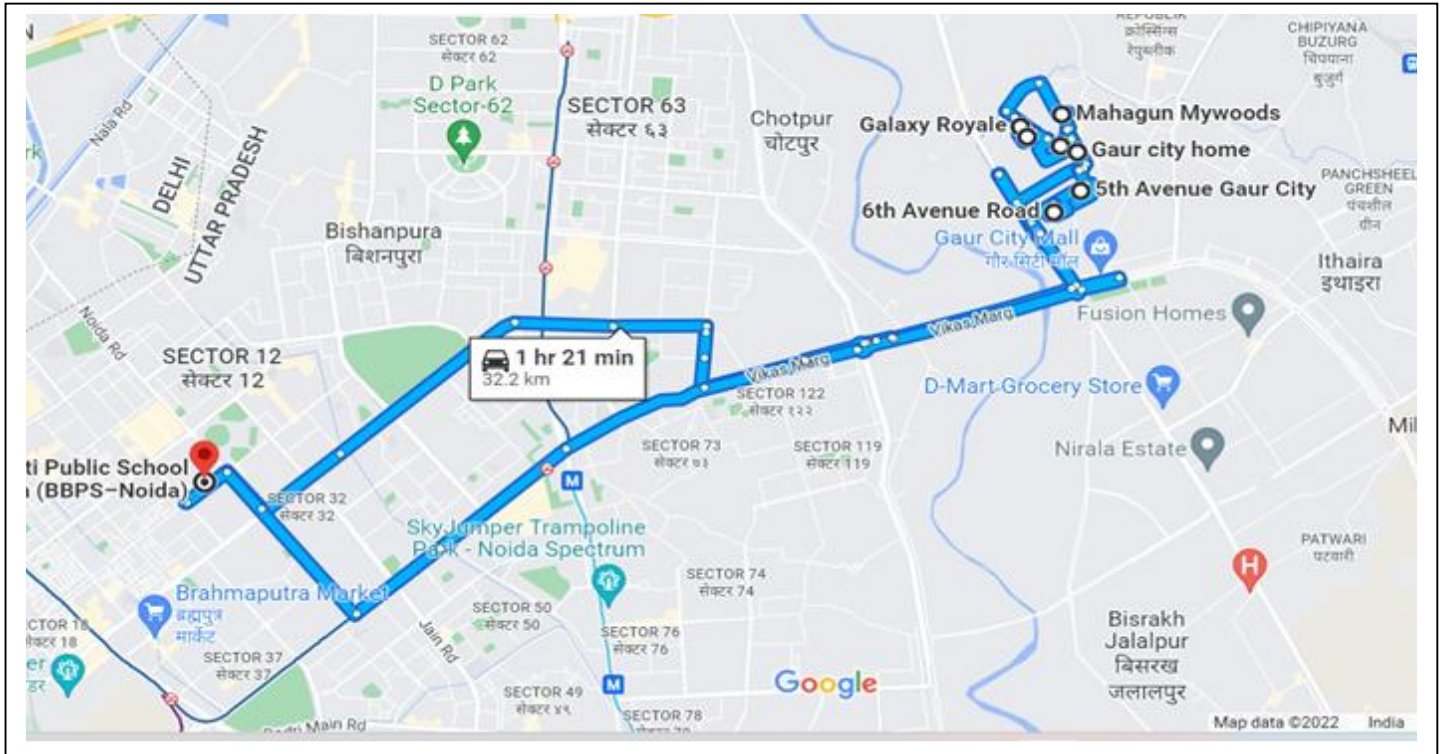 SECTOR 62
सेक्टर 62
D Park
Sector-62
SECTOR 63
सेक्टर ६३
Chotpur
चोटपुर
रिपब्लिक
CHIPIYANA
BUZURG
चिपयाना
बुजुर्ग
Nala Rd
DELHI
UTTAR PRADESH
Galaxy Royale
Mahagun Mywoods
Gaur city home
5th Avenue Gaur City
6th Avenue Road
PANCHSHEEL
GREEN
पंचशील
ग्रीन
Bishanpura
बिशनपुरा
Gaur City Mall
गौर सिटी मॉल
Ithaira
इथाइरा
Noida Rd
SECTOR 12
सेक्टर 12
1 hr 21 min
32.2 km
Vikas Marg
Vikas Marg
Fusion Homes
D-Mart Grocery Store
SECTOR 122
सेक्टर १२२
SECTOR 73
सेक्टर ७३
SECTOR 119
सेक्टर 119
Nirala Estate
Mil
ti Public School
(BBPS-Noida)
SECTOR 32
सेक्टर 32
M
SkyJumper Trampoline
Park - Noida Spectrum
PATWARI
पटवारी
H
SECTOR 74
सेक्टर 74
Brahmaputra Market
ब्रह्मपुत्र
मार्केट
SECTOR 50
सेक्टर 50
Jain Rd
SECTOR 76
सेक्टर 76
Bisrakh
Jalalpur
बिसरख
जलालपुर
सेक्टर 18
SECTOR 37
सेक्टर 37
SECTOR 49
सेक्टर ४९
M
SECTOR 78
Main Rd
Google
Map data ©2022
India